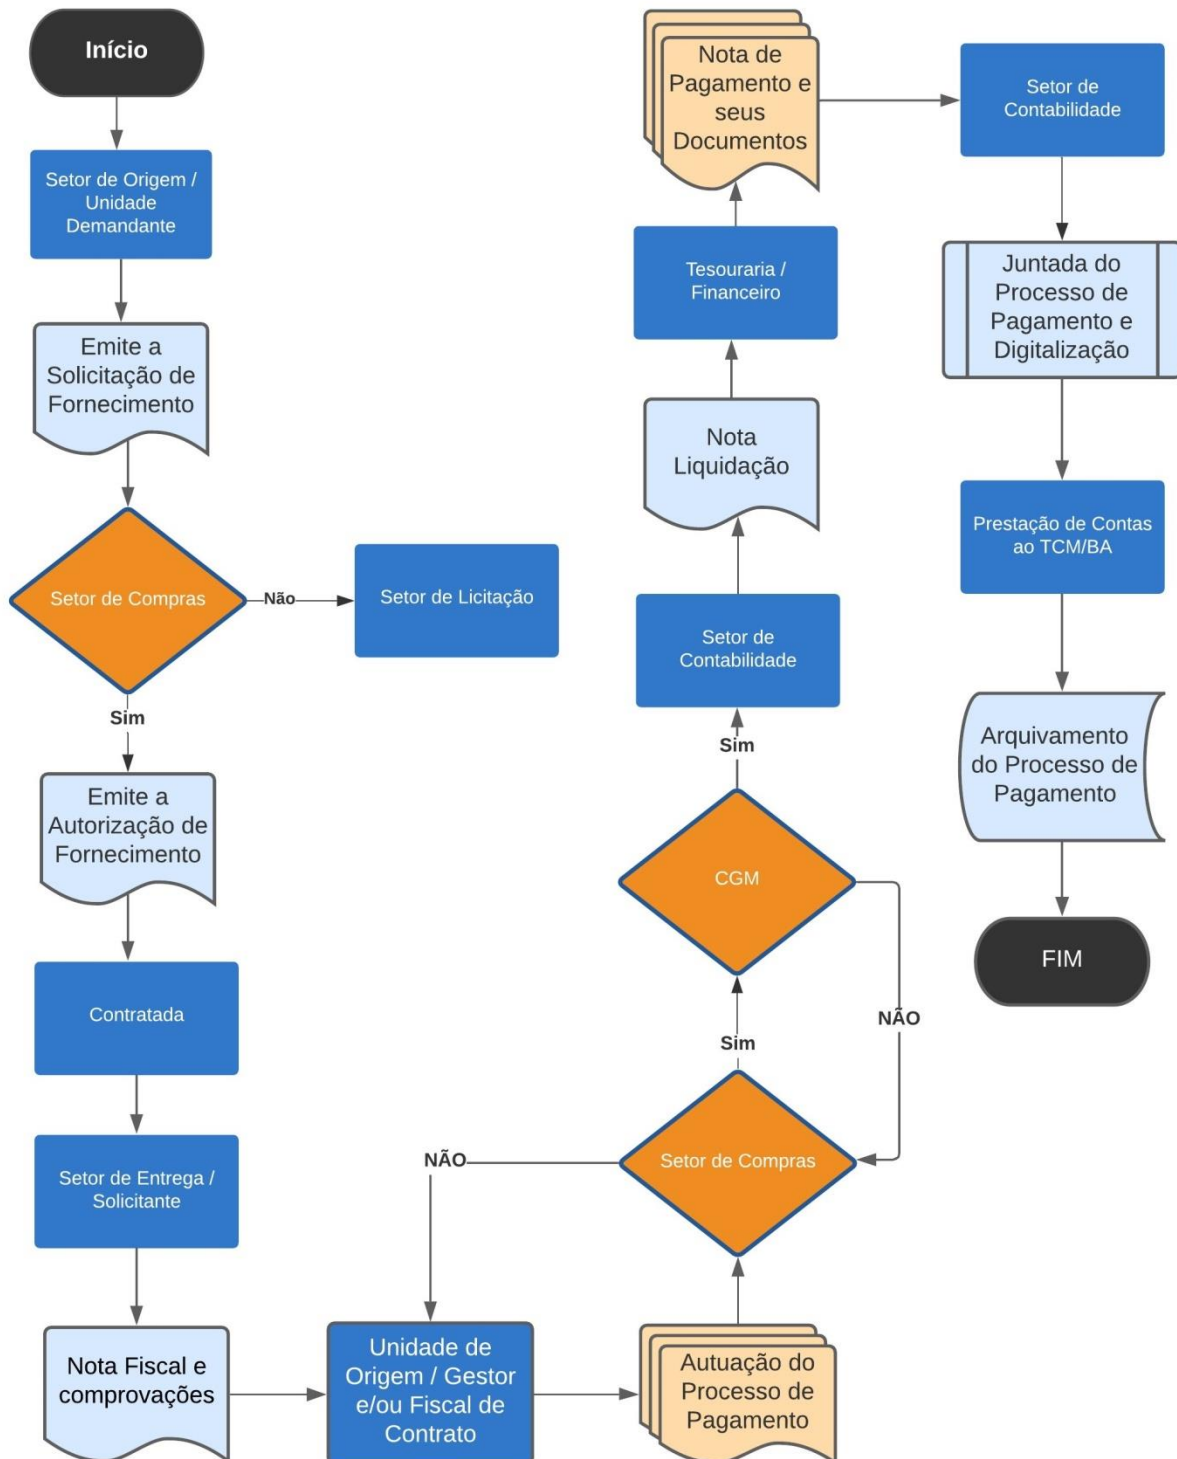 Início
Setor de Origem /
Unidade
Demandante
Emite a
Solicitação de
Fornecimento
Setor de Compras
Não
Setor de Licitação
Sim
Emite a
Autorização de
Fornecimento
Contratada
Setor de Entrega /
Solicitante
Nota Fiscal e
comprovações
Unidade de
Origem / Gestor
e/ou Fiscal de
Contrato
Autuação do
Processo de
Pagamento
Setor de Compras
NÃO
Sim
CGM
NÃO
Sim
Setor de
Contabilidade
Nota
Liquidação
Tesouraria /
Financeiro
Nota de
Pagamento e
seus
Documentos
Setor de
Contabilidade
Juntada do
Processo de
Pagamento e
Digitalização
Prestação de Contas
ao TCM/BA
Arquivamento
do Processo de
Pagamento
FIM